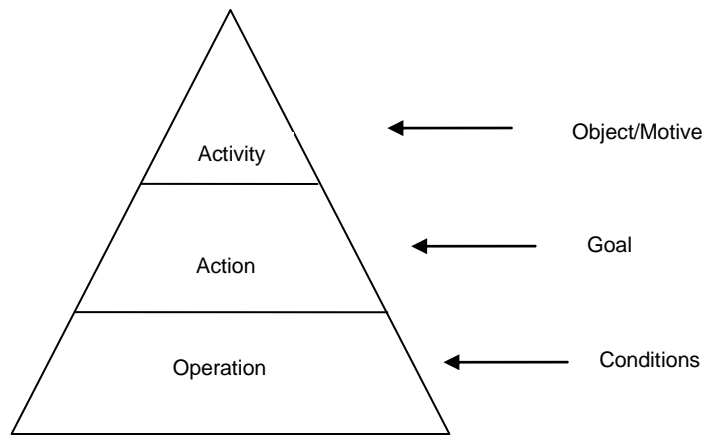 Activity
Object/Motive
Action
Goal
Operation
Conditions